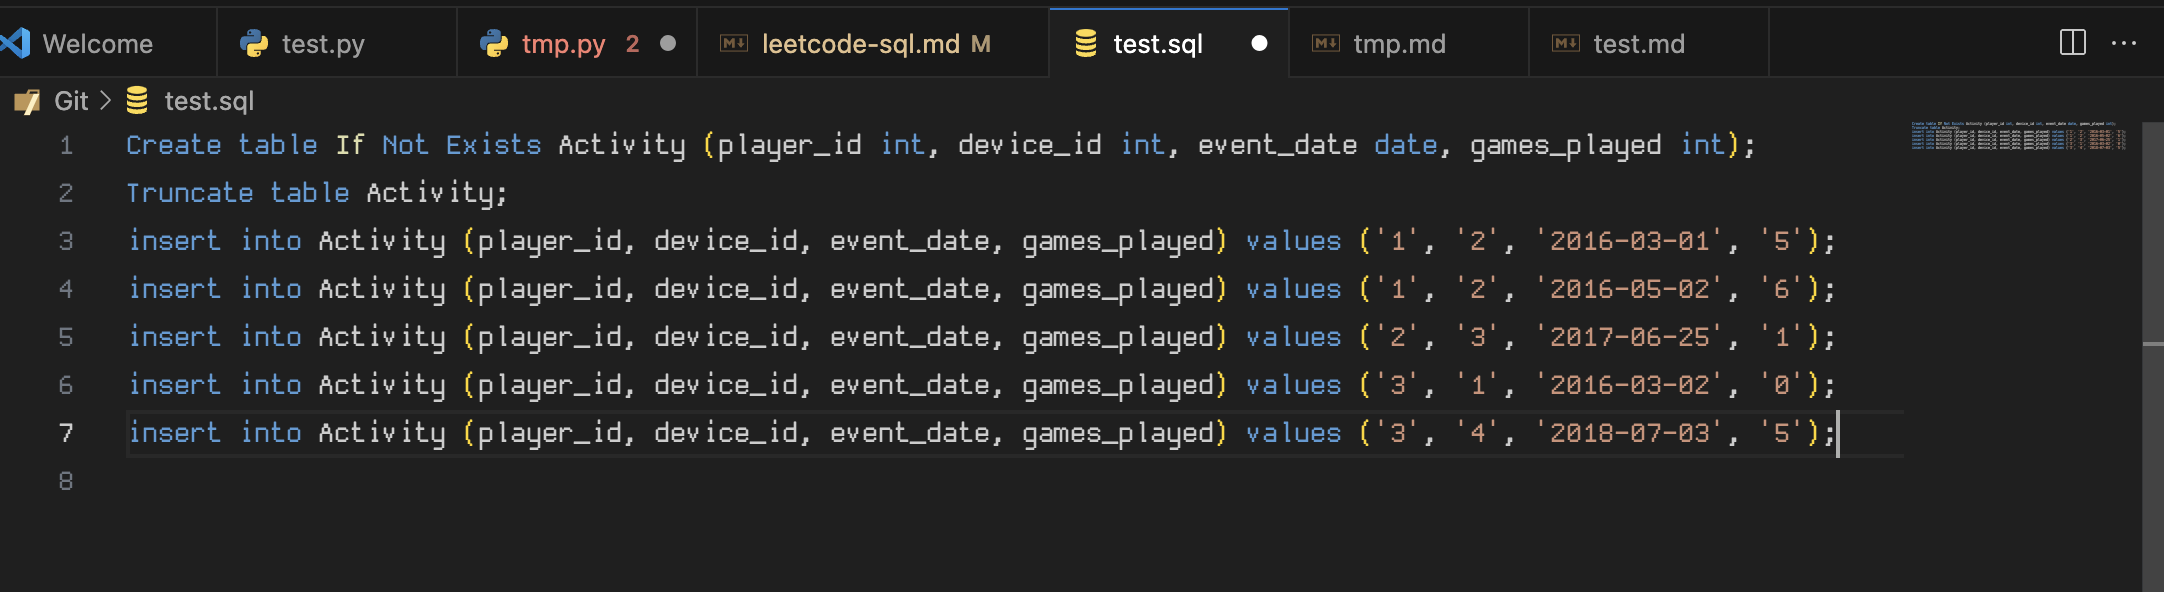 Welcome test.py tmp.py 2 leetcode-sql.md M test.sql tmp.md test.md
Git > test.sql
1 Create table If Not Exists Activity (player_id int, device_id int, event_date date, games_played int);
2 Truncate table Activity;
3 insert into Activity (player_id, device_id, event_date, games_played) values ('1', '2', '2016-03-01', '5');
4 insert into Activity (player_id, device_id, event_date, games_played) values ('1', '2', '2016-05-02', '6');
5 insert into Activity (player_id, device_id, event_date, games_played) values ('2', '3', '2017-06-25', '1');
6 insert into Activity (player_id, device_id, event_date, games_played) values ('3', '1', '2016-03-02', '0');
7 insert into Activity (player_id, device_id, event_date, games_played) values ('3', '4', '2018-07-03', '5');
8